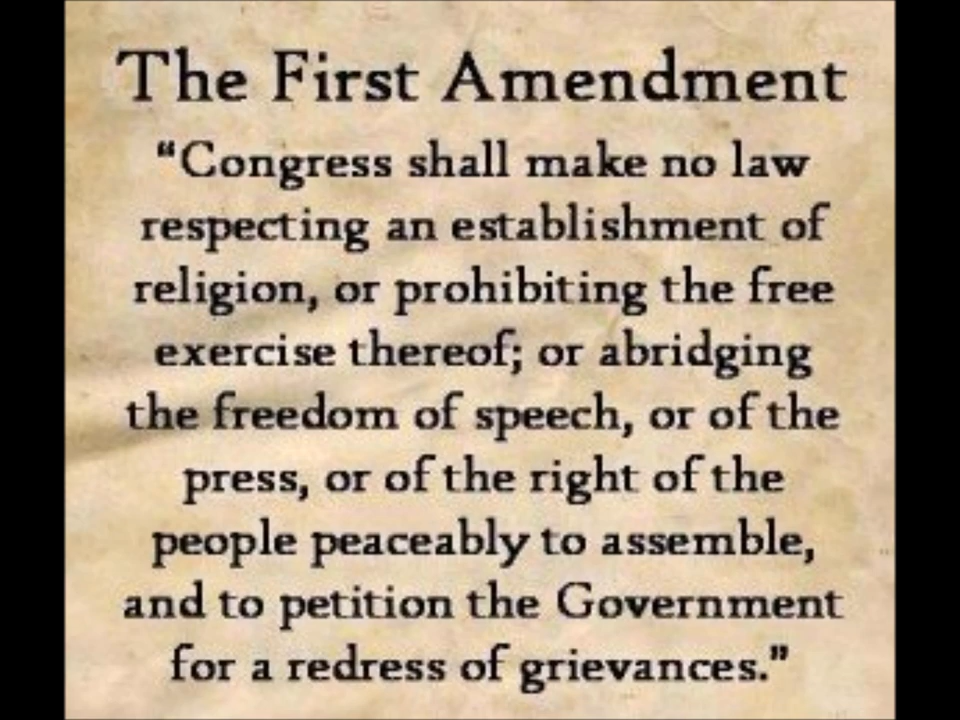 The First Amendment
“Congress shall make no law
respecting an establishment of
religion, or prohibiting the free
exercise thereof; or abridging
the freedom of speech, or of the
press, or of the right of the
people peaceably to assemble,
and to petition the Government
for a redress of grievances.”